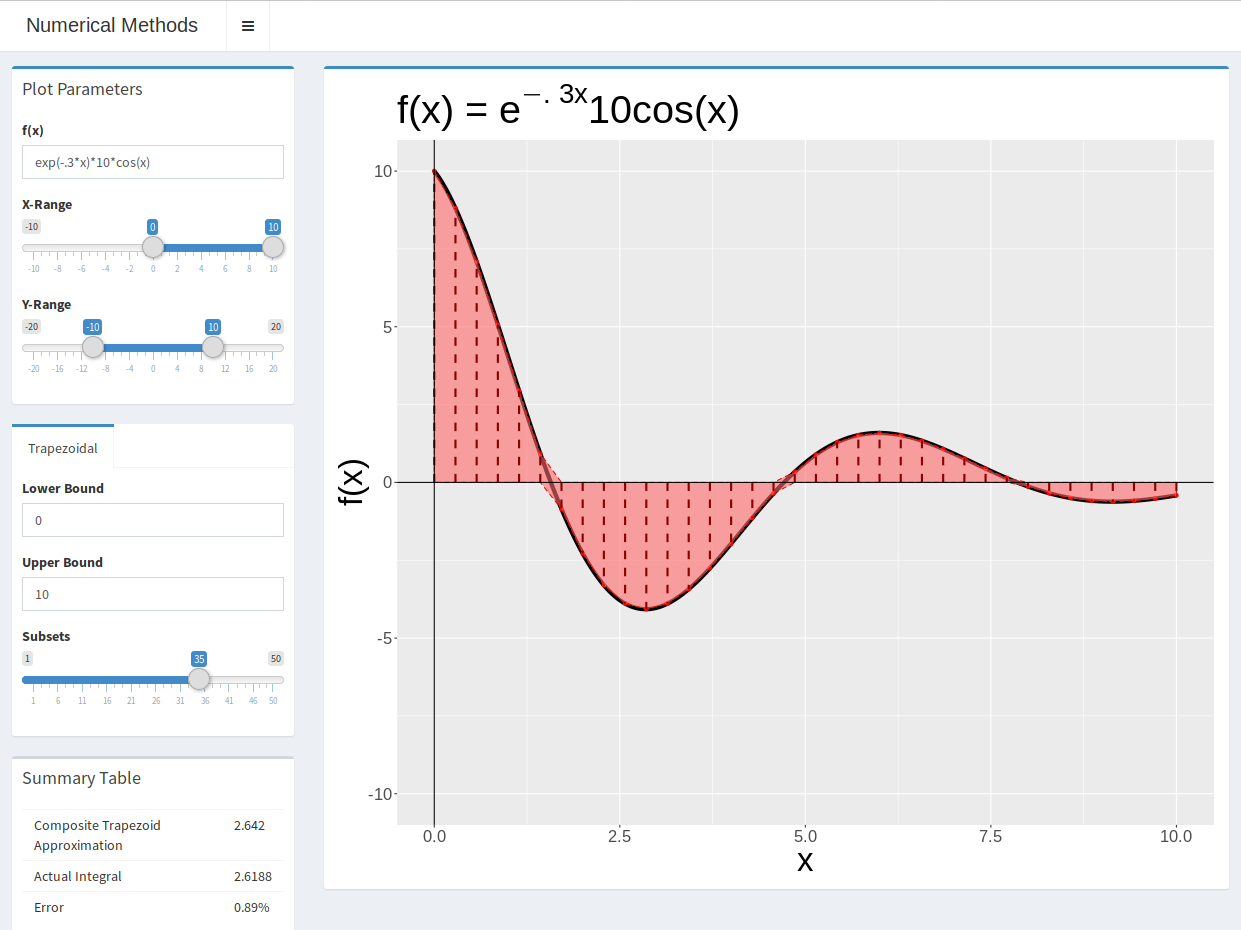 Numerical Methods
Plot Parameters
f(x)
exp(-.3*x)*10*cos(x)
X-Range
-10 0 10
-10 -8 -6 -4 -2 0 2 4 6 8 10
Y-Range
-20 -10 10 20
-20 -16 -12 -8 -4 0 4 8 12 16 20
Trapezoidal
Lower Bound
0
Upper Bound
10
Subsets
1 35 50
1 6 11 16 21 26 31 36 41 46 50
Summary Table
Composite Trapezoid 2.642
Approximation
Actual Integral 2.6188
Error 0.89%
f(x) = e^−. 3x 10cos(x)
10
5
0
-5
-10
f(x)
0.0 2.5 5.0 7.5 10.0
x